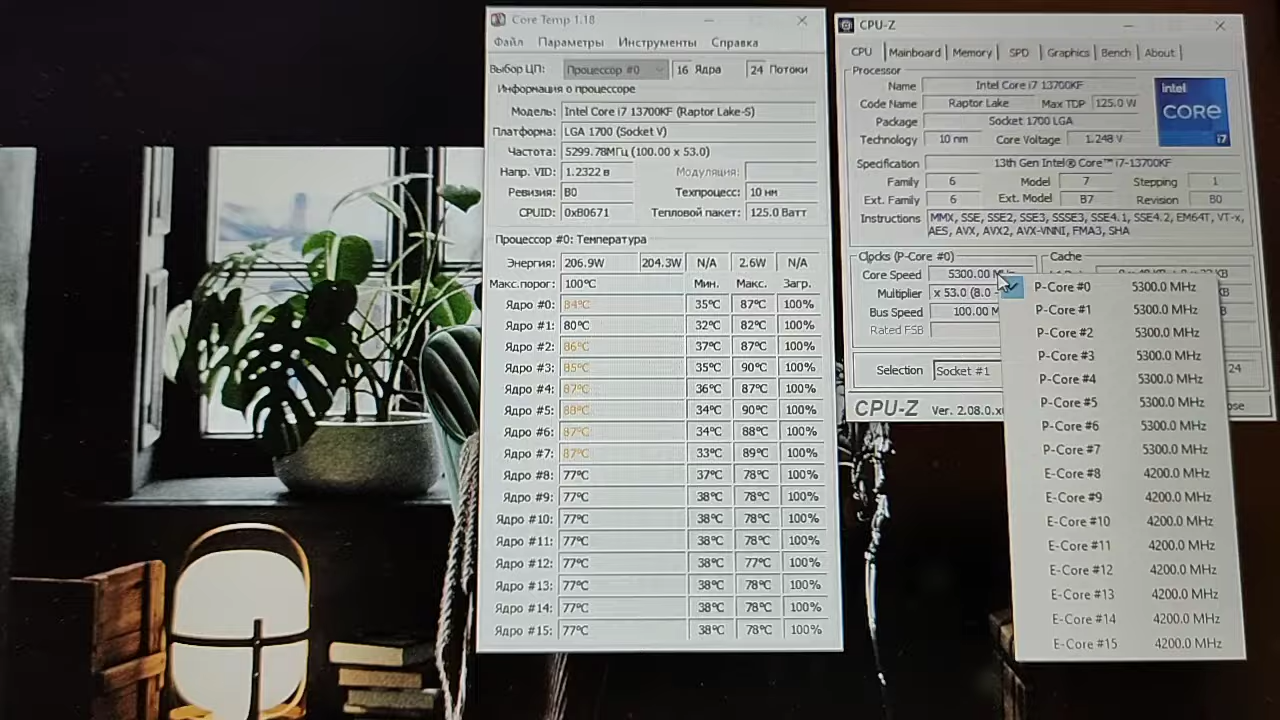 Core Temp 1.18
Файл Параметры Инструменты Справка
Выбор ЦП: Процессор #0 16 Ядра 24 Потоки
Информация о процессоре
Модель: Intel Core i7 13700KF (Raptor Lake-S)
Платформа: LGA 1700 (Socket V)
Частота: 5299.78МГц (100.00 x 53.0)
Напр. VID: 1.2322 в Модуляция:
Ревизия: B0 Техпроцесс: 10 нм
CPUID: 0xB0671 Тепловой пакет: 125.0 Ватт
Процессор #0: Температура
Энергия: 206.9W 204.3W N/A 2.6W N/A
Макс.порог: 100°C Мин. Макс. Загр.
Ядро #0: 84°C 35°C 87°C 100%
Ядро #1: 80°C 32°C 82°C 100%
Ядро #2: 86°C 37°C 87°C 100%
Ядро #3: 85°C 35°C 90°C 100%
Ядро #4: 87°C 36°C 87°C 100%
Ядро #5: 88°C 34°C 90°C 100%
Ядро #6: 87°C 34°C 88°C 100%
Ядро #7: 87°C 33°C 89°C 100%
Ядро #8: 77°C 37°C 78°C 100%
Ядро #9: 77°C 38°C 78°C 100%
Ядро #10: 77°C 38°C 78°C 100%
Ядро #11: 77°C 38°C 78°C 100%
Ядро #12: 77°C 38°C 77°C 100%
Ядро #13: 77°C 38°C 78°C 100%
Ядро #14: 77°C 38°C 78°C 100%
Ядро #15: 77°C 38°C 78°C 100%
CPU-Z
CPU Mainboard Memory SPD Graphics Bench About
Processor
Name Intel Core i7 13700KF
Code Name Raptor Lake Max TDP 125.0 W
Package Socket 1700 LGA
Technology 10 nm Core Voltage 1.248 V
intel
CORE
i7
Specification 13th Gen Intel® Core™ i7-13700KF
Family 6 Model 7 Stepping 1
Ext. Family 6 Ext. Model B7 Revision B0
Instructions MMX, SSE, SSE2, SSE3, SSSE3, SSE4.1, SSE4.2, EM64T, VT-x,
AES, AVX, AVX2, AVX-VNNI, FMA3, SHA
Clocks (P-Core #0) Cache
Core Speed 5300.00
Multiplier x 53.0 (8.0 -
Bus Speed 100.00 M
Rated FSB
Selection Socket #1 24
CPU-Z Ver. 2.08.0
P-Core #0 5300.0 MHz
P-Core #1 5300.0 MHz
P-Core #2 5300.0 MHz
P-Core #3 5300.0 MHz
P-Core #4 5300.0 MHz
P-Core #5 5300.0 MHz
P-Core #6 5300.0 MHz
P-Core #7 5300.0 MHz
E-Core #8 4200.0 MHz
E-Core #9 4200.0 MHz
E-Core #10 4200.0 MHz
E-Core #11 4200.0 MHz
E-Core #12 4200.0 MHz
E-Core #13 4200.0 MHz
E-Core #14 4200.0 MHz
E-Core #15 4200.0 MHz